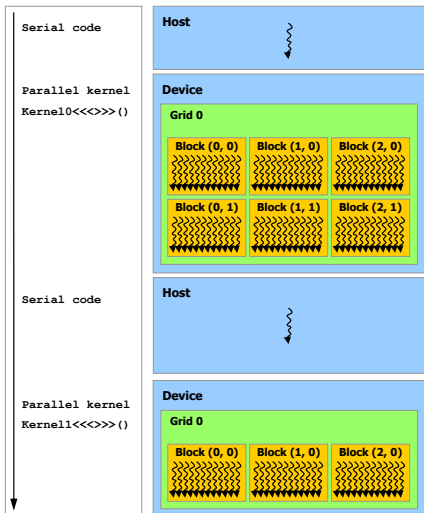 Serial code
Host
Parallel kernel
Kernel0<<<>>>()
Device
Grid 0
Block (0, 0) Block (1, 0) Block (2, 0)
Block (0, 1) Block (1, 1) Block (2, 1)
Serial code
Host
Parallel kernel
Kernel1<<<>>>()
Device
Grid 0
Block (0, 0) Block (1, 0) Block (2, 0)